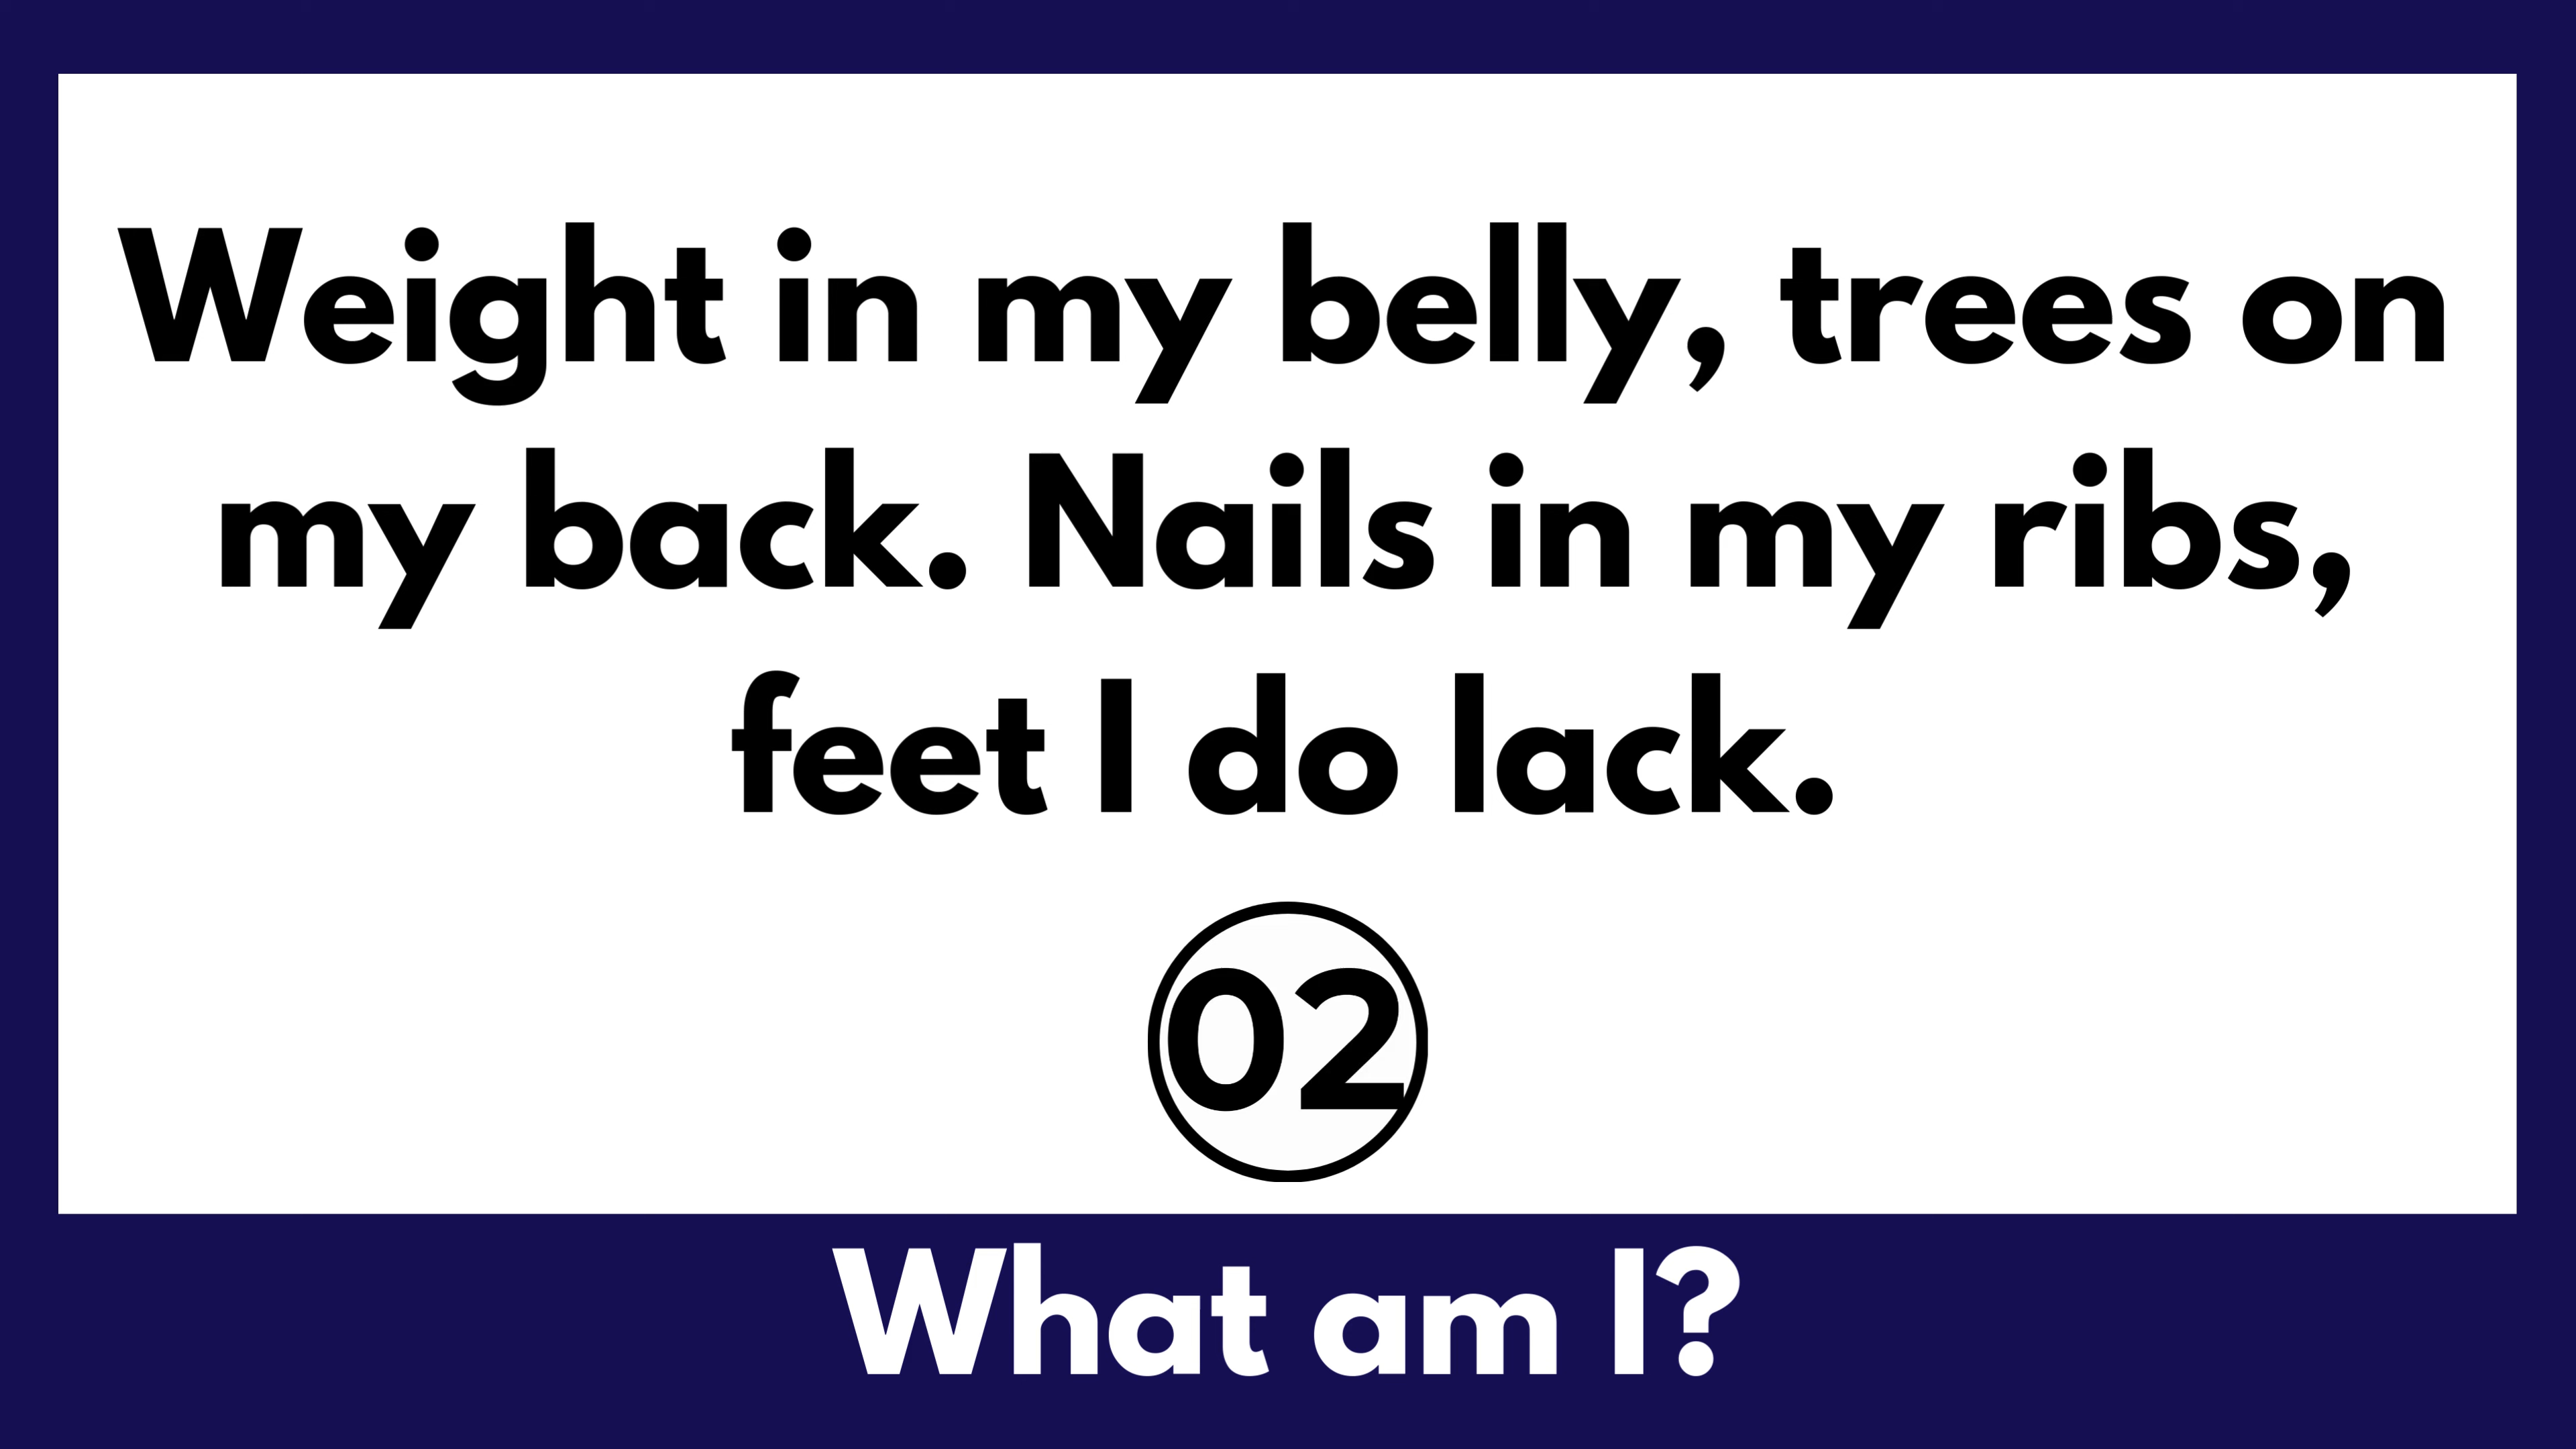 Weight in my belly, trees on
my back. Nails in my ribs,
feet I do lack.
02
What am I?